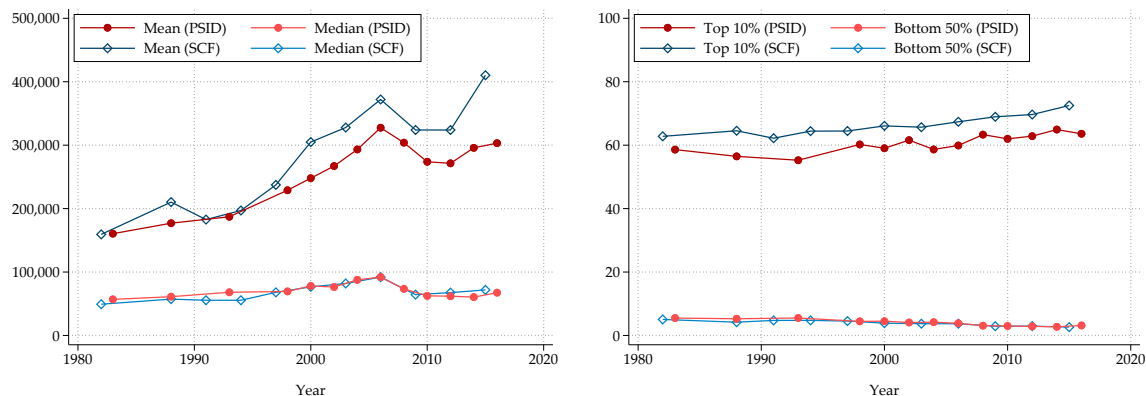 500,000
400,000
300,000
200,000
100,000
0
Mean (PSID)
Median (PSID)
Mean (SCF)
Median (SCF)
1980
1990
2000
2010
2020
Year
100
80
60
40
20
0
Top 10% (PSID)
Bottom 50% (PSID)
Top 10% (SCF)
Bottom 50% (SCF)
1980
1990
2000
2010
2020
Year